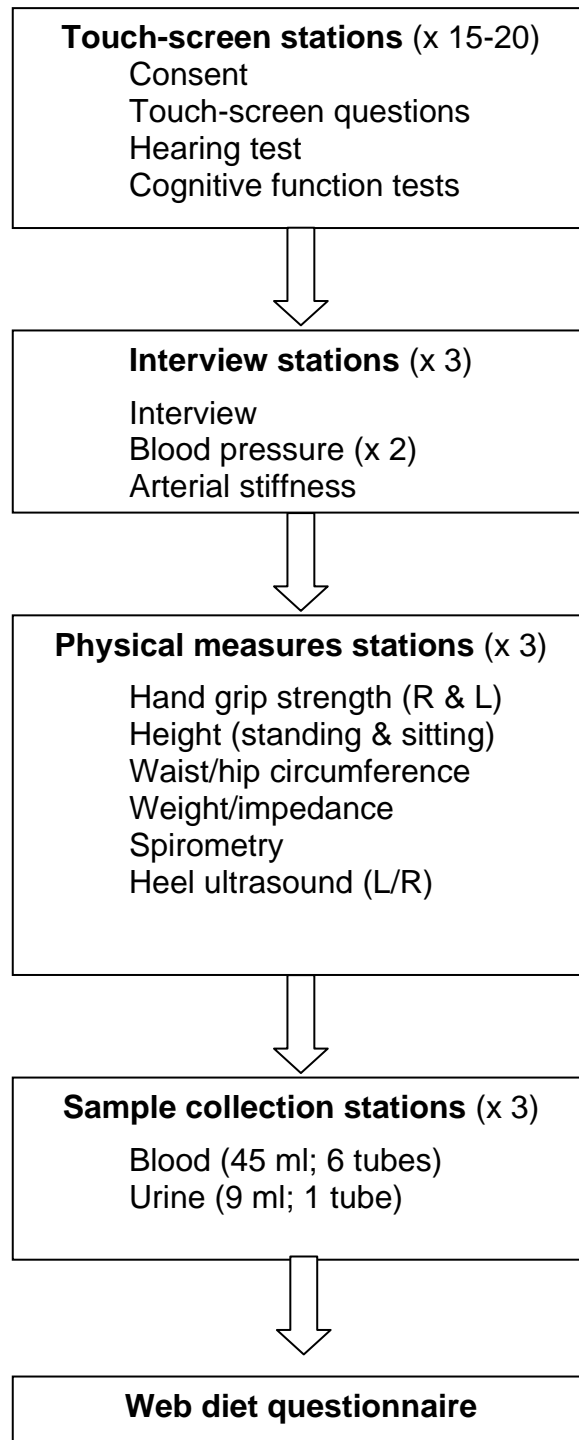 Touch-screen stations (x 15-20)
Consent
Touch-screen questions
Hearing test
Cognitive function tests
Interview stations (x 3)
Interview
Blood pressure (x 2)
Arterial stiffness
Physical measures stations (x 3)
Hand grip strength (R & L)
Height (standing & sitting)
Waist/hip circumference
Weight/impedance
Spirometry
Heel ultrasound (L/R)
Sample collection stations (x 3)
Blood (45 ml; 6 tubes)
Urine (9 ml; 1 tube)
Web diet questionnaire